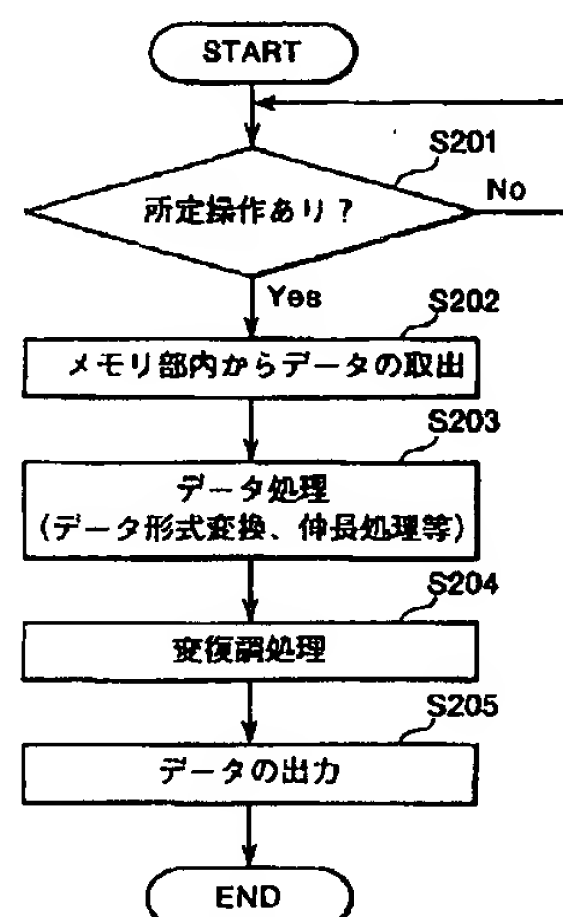 START
S201
所定操作あり？
No
Yes
S202
メモリ部内からデータの取出
S203
データ処理
(データ形式変換、伸長処理等)
S204
変復調処理
S205
データの出力
END